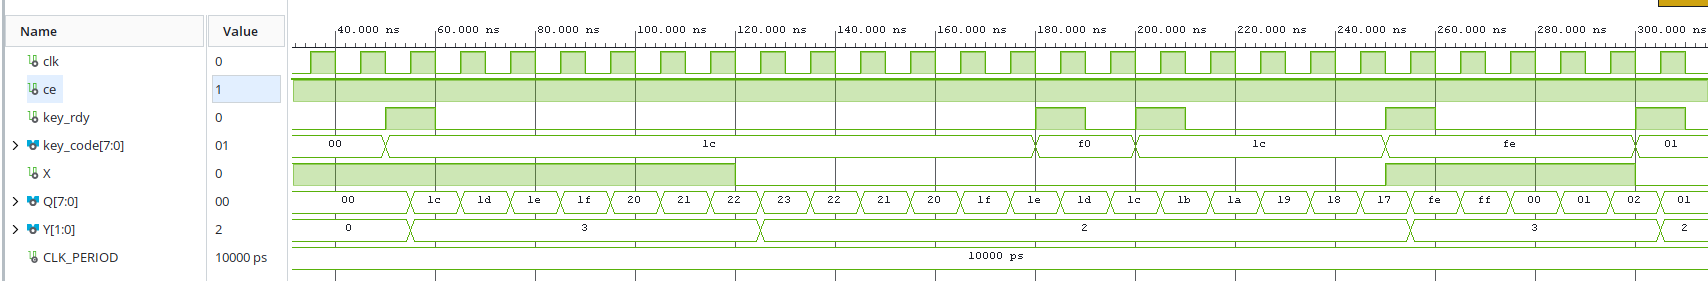 Name Value 40.000 ns 60.000 ns 80.000 ns 100.000 ns 120.000 ns 140.000 ns 160.000 ns 180.000 ns 200.000 ns 220.000 ns 240.000 ns 260.000 ns 280.000 ns 300.000 ns
clk 0
ce 1
key_rdy 0
key_code[7:0] 01 00 1c f0 1c fe 01
X 0
Q[7:0] 00 00 1c 1d 1e 1f 20 21 22 23 22 21 20 1f 1e 1d 1c 1b 1a 19 18 17 fe ff 00 01 02 01
Y[1:0] 2 0 3 2 3 2
CLK_PERIOD 10000 ps 10000 ps